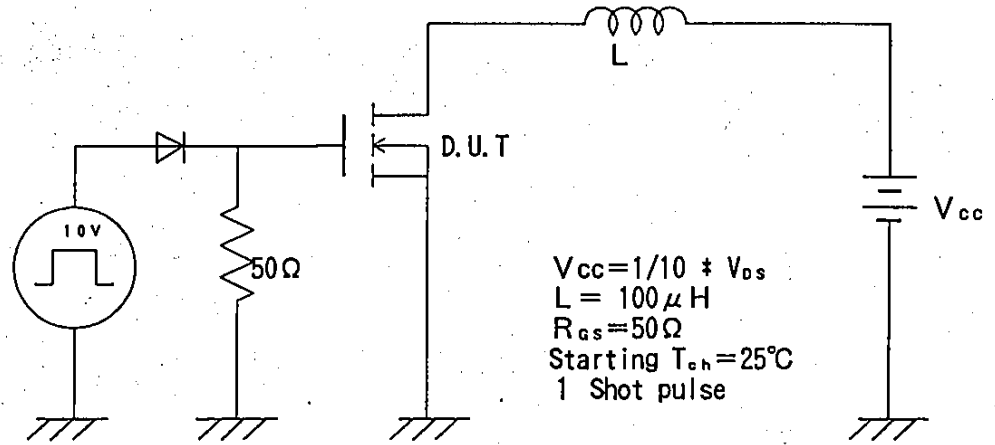 L
D.U.T
10V
50Ω
Vcc
Vcc=1/10 * VDS
L = 100μH
RGS=50Ω
Starting Tch=25℃
1 Shot pulse